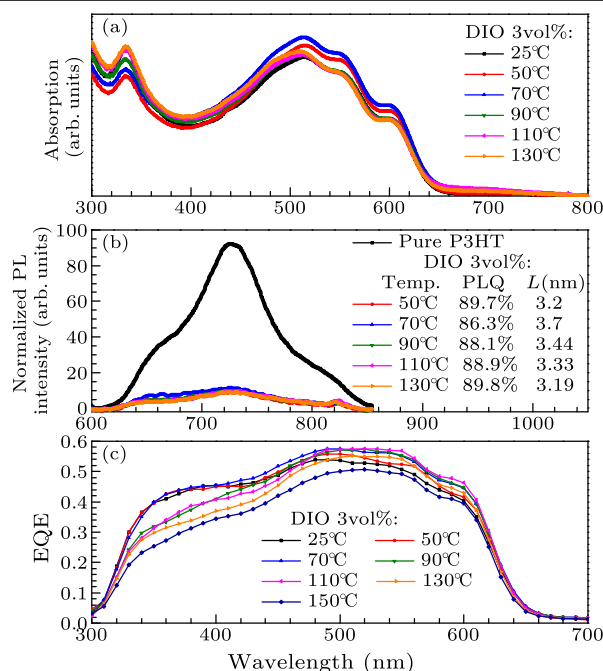 (a)
DIO 3vol%:
25℃
50℃
70℃
90℃
110℃
130℃
Absorption
(arb. units)
300 400 500 600 700 800
(b)
Pure P3HT
DIO 3vol%:
Temp. PLQ L(nm)
50℃ 89.7% 3.2
70℃ 86.3% 3.7
90℃ 88.1% 3.44
110℃ 88.9% 3.33
130℃ 89.8% 3.19
Normalized PL
intensity (arb. units)
100
80
60
40
20
0
600 700 800 900 1000
(c)
0.6
0.5
0.4
0.3
0.2
0.1
0.0
EQE
DIO 3vol%:
25℃ 50℃
70℃ 90℃
110℃ 130℃
150℃
300 400 500 600 700
Wavelength (nm)